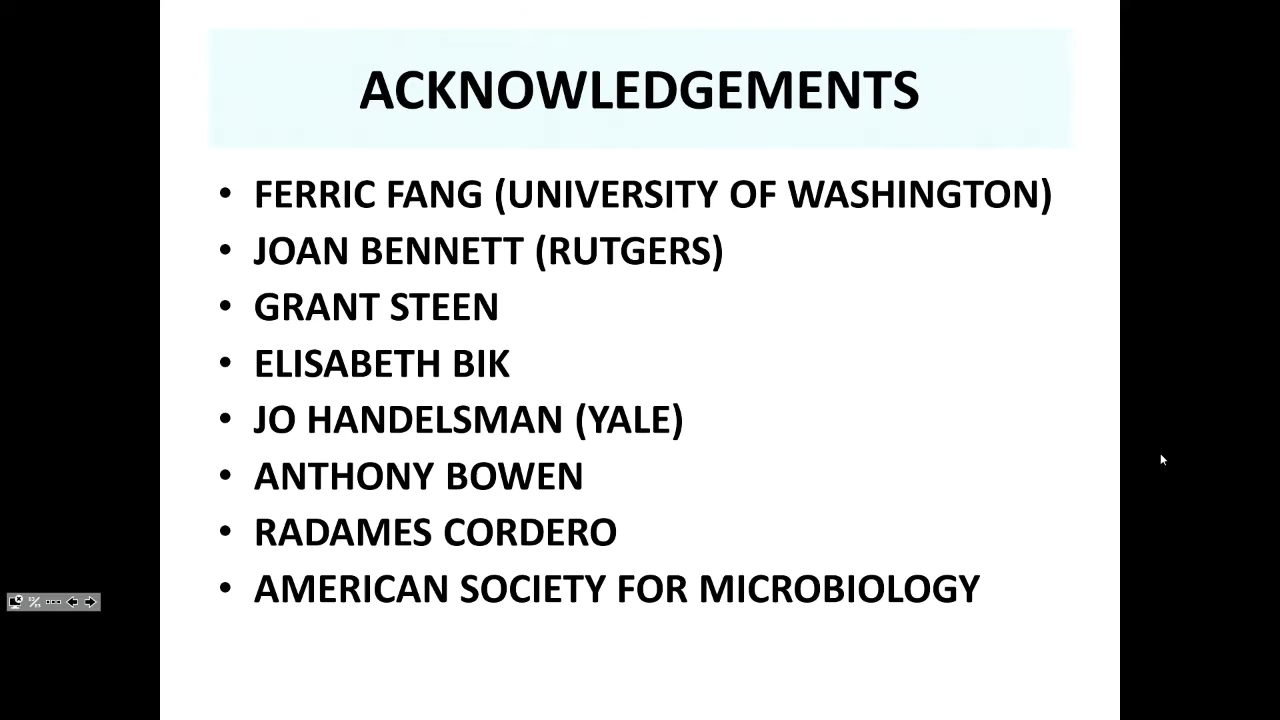 ACKNOWLEDGEMENTS
• FERRIC FANG (UNIVERSITY OF WASHINGTON)
• JOAN BENNETT (RUTGERS)
• GRANT STEEN
• ELISABETH BIK
• JO HANDELSMAN (YALE)
• ANTHONY BOWEN
• RADAMES CORDERO
• AMERICAN SOCIETY FOR MICROBIOLOGY